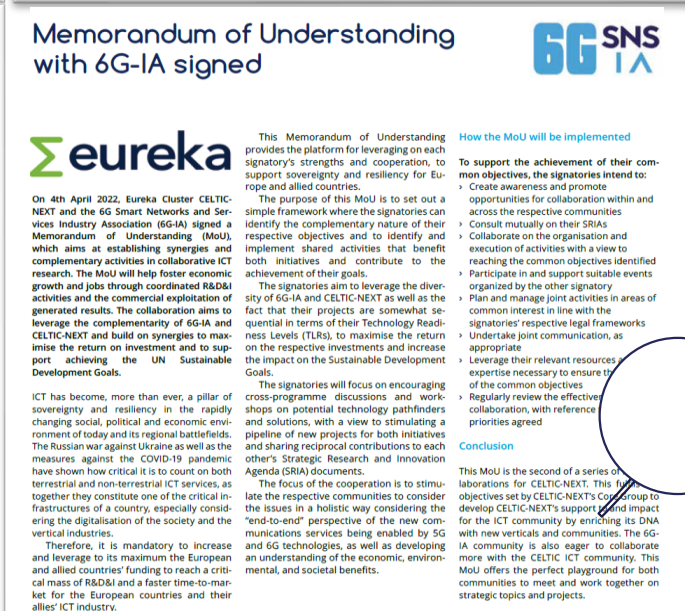 Memorandum of Understanding
with 6G-IA signed
6G SNS
IA
eureka
On 4th April 2022, Eureka Cluster CELTIC-
NEXT and the 6G Smart Networks and Ser-
vices Industry Association (6G-IA) signed a
Memorandum of Understanding (MoU),
which aims at establishing synergies and
complementary activities in collaborative ICT
research. The MoU will help foster economic
growth and jobs through coordinated R&D&I
activities and the commercial exploitation of
generated results. The collaboration aims to
leverage the complementarity of 6G-IA and
CELTIC-NEXT and build on synergies to max-
imise the return on investment and to sup-
port achieving the UN Sustainable
Development Goals.
ICT has become, more than ever, a pillar of
sovereignty and resiliency in the rapidly
changing social, political and economic envi-
ronment of today and its regional battlefields.
The Russian war against Ukraine as well as the
measures against the COVID-19 pandemic
have shown how critical it is to count on both
terrestrial and non-terrestrial ICT services, as
together they constitute one of the critical in-
frastructures of a country, especially consid-
ering the digitalisation of the society and the
vertical industries.
Therefore, it is mandatory to increase
and leverage to its maximum the European
and allied countries' funding to reach a criti-
cal mass of R&D&I and a faster time-to-mar-
ket for the European countries and their
allies' ICT industry.
This Memorandum of Understanding
provides the platform for leveraging on each
signatory's strengths and cooperation, to
support sovereignty and resiliency for Eu-
rope and allied countries.
The purpose of this MoU is to set out a
simple framework where the signatories can
identify the complementary nature of their
respective objectives and to identify and
implement shared activities that benefit
both initiatives and contribute to the
achievement of their goals.
The signatories aim to leverage the diver-
sity of 6G-IA and CELTIC-NEXT as well as the
fact that their projects are somewhat se-
quential in terms of their Technology Readi-
ness Levels (TLRs), to maximise the return
on the respective investments and increase
the impact on the Sustainable Development
Goals.
The signatories will focus on encouraging
cross-programme discussions and work-
shops on potential technology pathfinders
and solutions, with a view to stimulating a
pipeline of new projects for both initiatives
and sharing reciprocal contributions to each
other's Strategic Research and Innovation
Agenda (SRIA) documents.
The focus of the cooperation is to stimu-
late the respective communities to consider
the issues in a holistic way considering the
"end-to-end" perspective of the new com-
munications services being enabled by 5G
and 6G technologies, as well as developing
an understanding of the economic, environ-
mental, and societal benefits.
How the MoU will be implemented
To support the achievement of their com-
mon objectives, the signatories intend to:
› Create awareness and promote
opportunities for collaboration within and
across the respective communities
› Consult mutually on their SRIAs
› Collaborate on the organisation and
execution of activities with a view to
reaching the common objectives identified
› Participate in and support suitable events
organized by the other signatory
› Plan and manage joint activities in areas of
common interest in line with the
signatories' respective legal frameworks
› Undertake joint communication, as
appropriate
› Leverage their relevant resources
expertise necessary to ensure
of the common objectives
› Regularly review the
collaboration, with reference
priorities agreed
Conclusion
This MoU is the second of a series of
laborations for CELTIC-NEXT. This
objectives set by CELTIC-NEXT's Core Group to
develop CELTIC-NEXT's support and impact
for the ICT community by enriching its DNA
with new verticals and communities. The 6G-
IA community is also eager to collaborate
more with the CELTIC ICT community. This
MoU offers the perfect playground for both
communities to meet and work together on
strategic topics and projects.